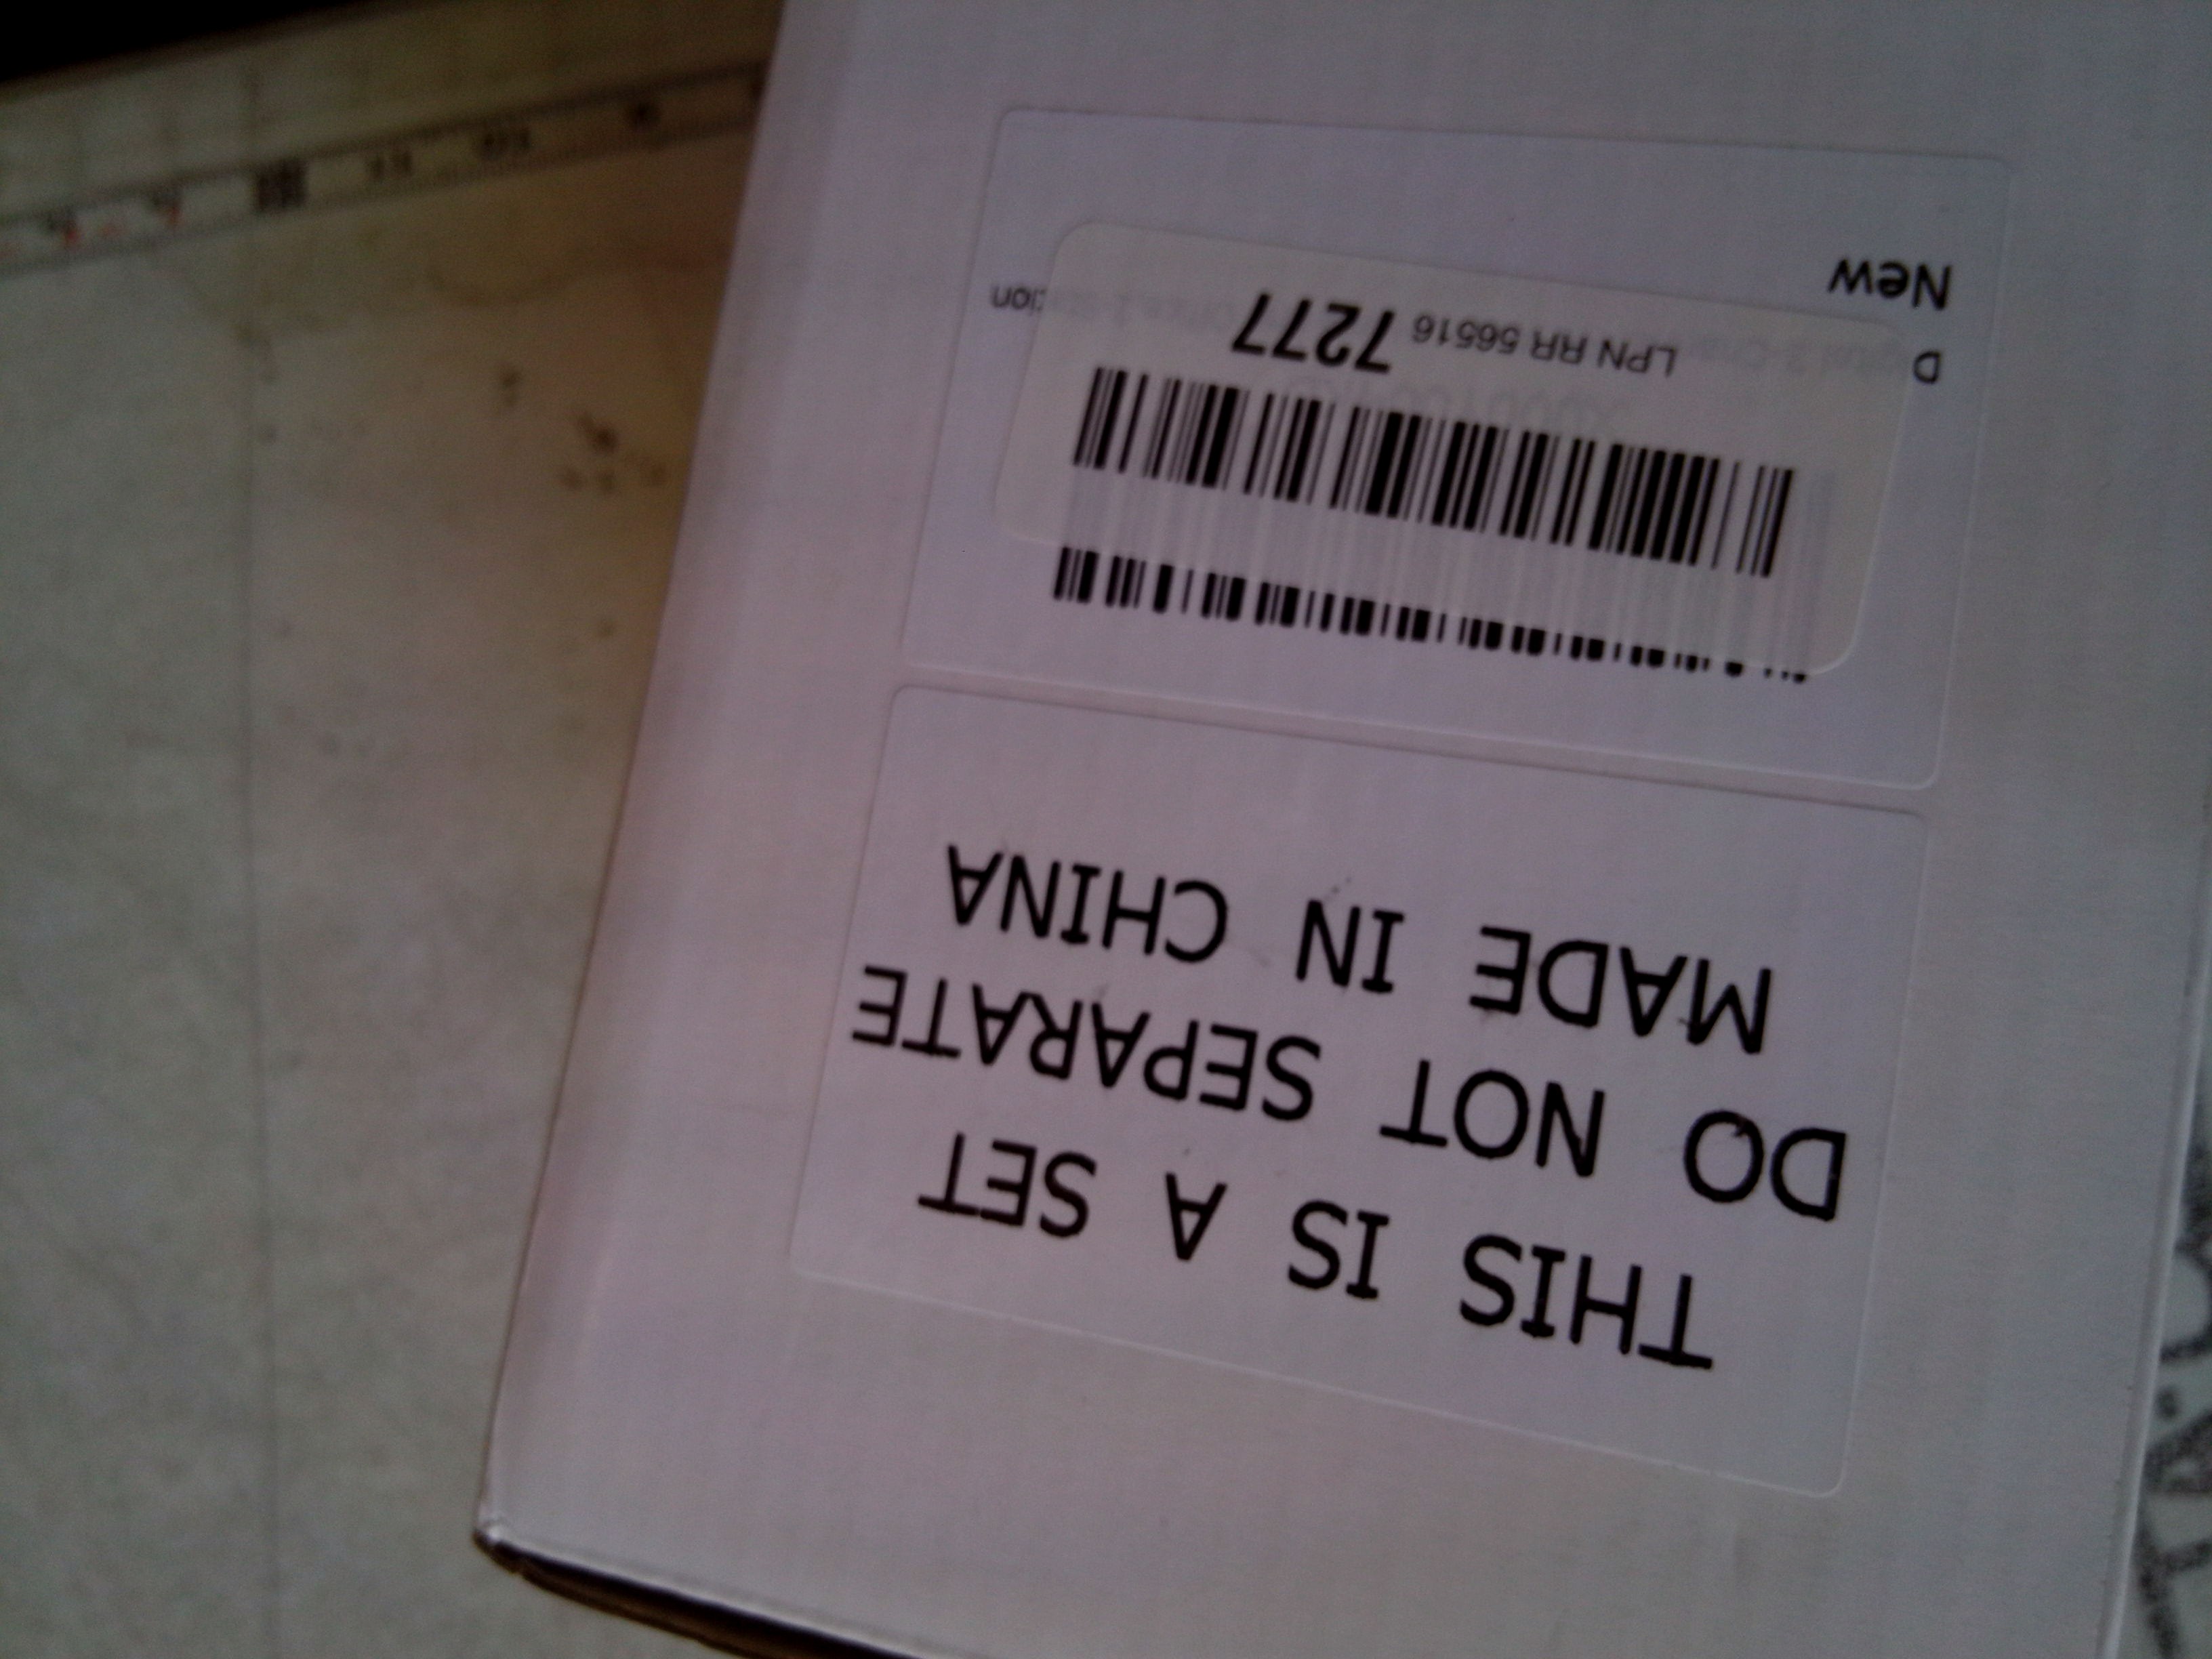 THIS IS A SET
DO NOT SEPARATE
MADE IN CHINA
LPN RR 56516 7277
New